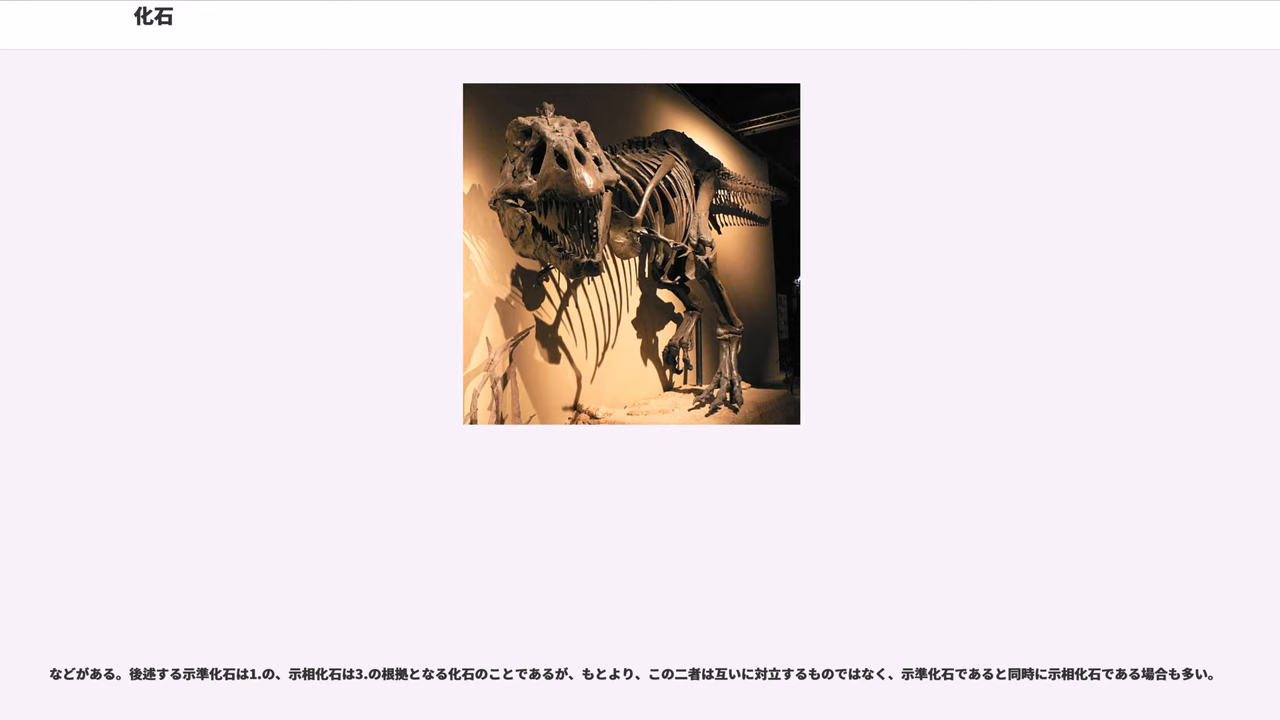 化石
などがある。後述する示準化石は1.の、示相化石は3.の根拠となる化石のことであるが、もとより、この二者は互いに対立するものではなく、示準化石であると同時に示相化石である場合も多い。